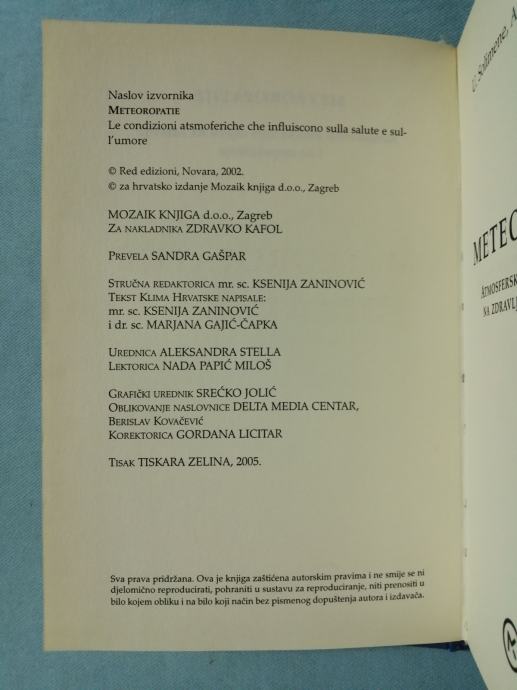 Naslov izvornika
METEOROPATIE
Le condizioni atsmoferiche che influiscono sulla salute e sul-
l'umore
© Red edizioni, Novara, 2002.
© za hrvatsko izdanje Mozaik knjiga d.o.o., Zagreb
MOZAIK KNJIGA d.o.o., Zagreb
ZA NAKLADNIKA ZDRAVKO KAFOL
PREVELA SANDRA GAŠPAR
STRUČNA REDAKTORICA mr. sc. KSENIJA ZANINOVIĆ
TEKST KLIMA HRVATSKE NAPISALE:
mr. sc. KSENIJA ZANINOVIĆ
i dr. sc. MARJANA GAJIĆ-ČAPKA
UREDNICA ALEKSANDRA STELLA
LEKTORICA NADA PAPIĆ MILOŠ
GRAFIČKI UREDNIK SREĆKO JOLIĆ
OBLIKOVANJE NASLOVNICE DELTA MEDIA CENTAR,
BERISLAV KOVAČEVIĆ
KOREKTORICA GORDANA LICITAR
TISAK TISKARA ZELINA, 2005.
Sva prava pridržana. Ova je knjiga zaštićena autorskim pravima i ne smije se ni
djelomično reproducirati, pohraniti u sustavu za reproduciranje, niti prenositi u
bilo kojem obliku i na bilo koji način bez pismenog dopuštenja autora i izdavača.
U. Solimene, A
METEO
ATMOSFERSK
NA ZDRAVLJ